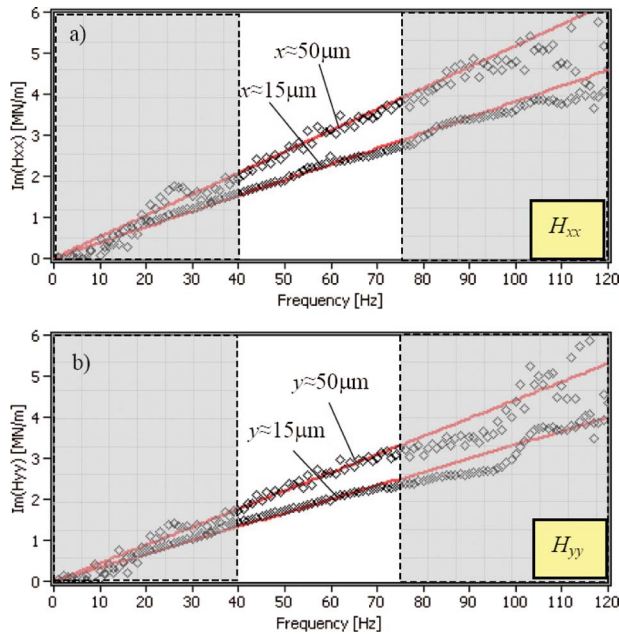 a)
6
5
4
3
2
1
0
Im(Hxx) [MN/m]
x≈50μm
x≈15μm
Hxx
0 10 20 30 40 50 60 70 80 90 100 110 120
Frequency [Hz]
b)
6
5
4
3
2
1
0
Im(Hyy) [MN/m]
y≈50μm
y≈15μm
Hyy
0 10 20 30 40 50 60 70 80 90 100 110 120
Frequency [Hz]